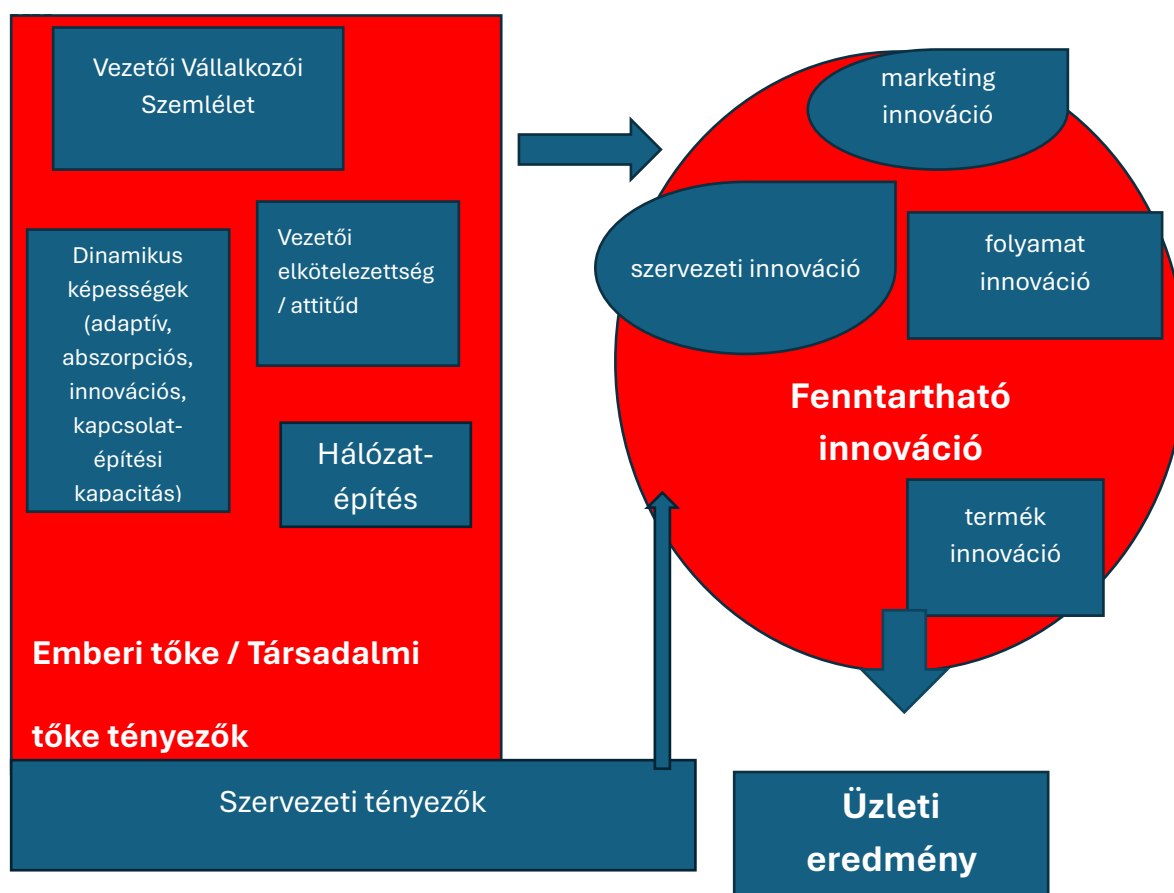 Vezetői Vállalkozói
Szemlélet
Dinamikus
képességek
(adaptív,
abszorpciós,
innovációs,
kapcsolat-
építési
kapacitás)
Vezetői
elkötelezettség
/ attitűd
Hálózat-
építés
Emberi tőke / Társadalmi
tőke tényezők
Szervezeti tényezők
marketing
innováció
szervezeti innováció
folyamat
innováció
Fenntartható
innováció
termék
innováció
Üzleti
eredmény